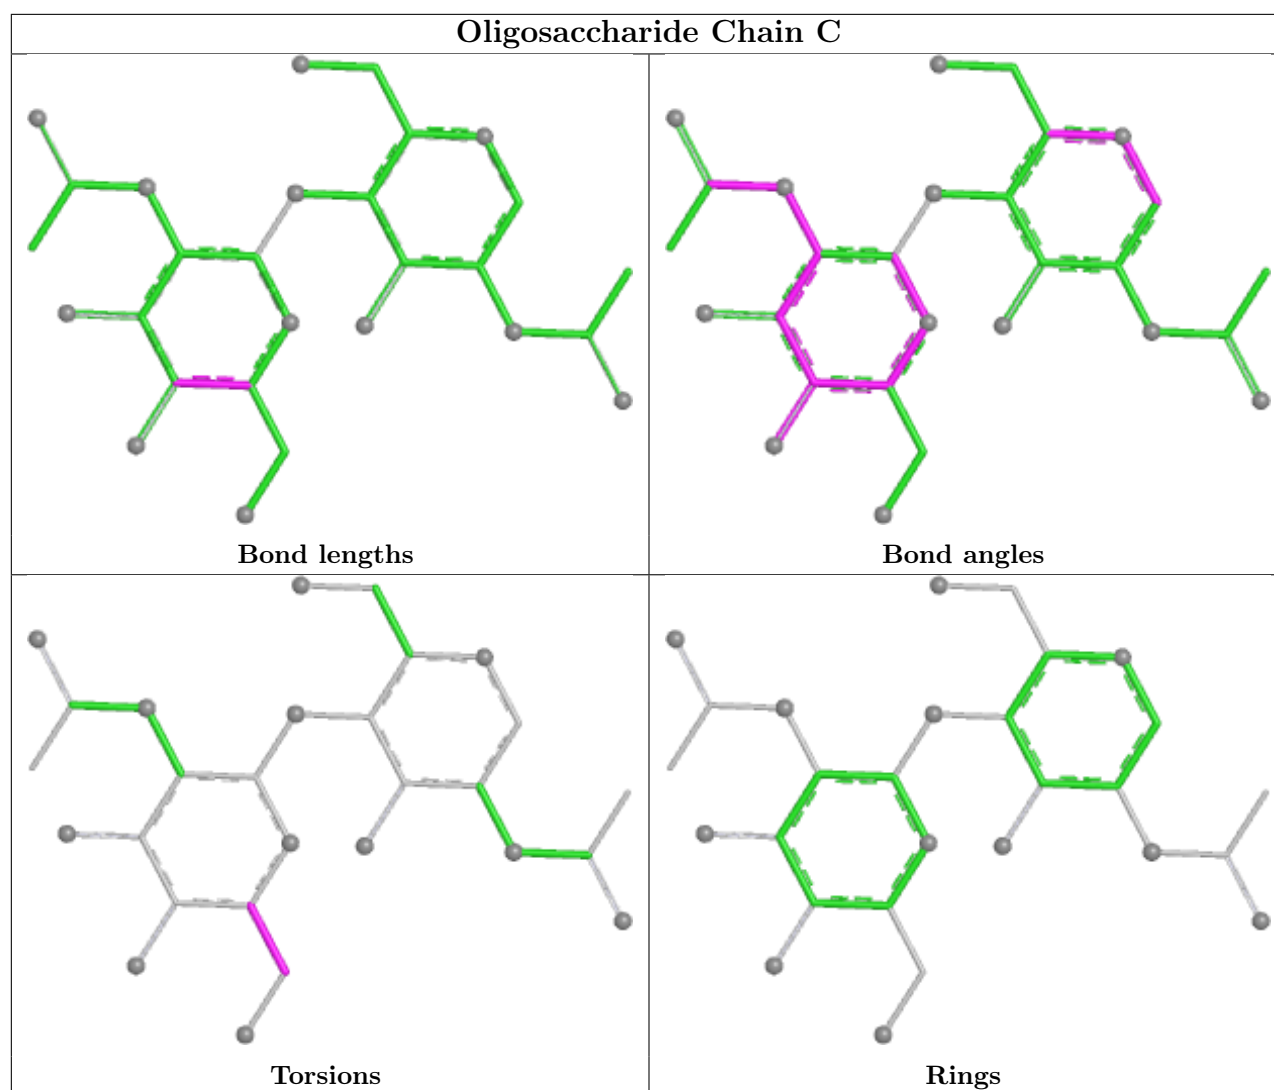 Oligosaccharide Chain C
Bond lengths
Bond angles
Torsions
Rings